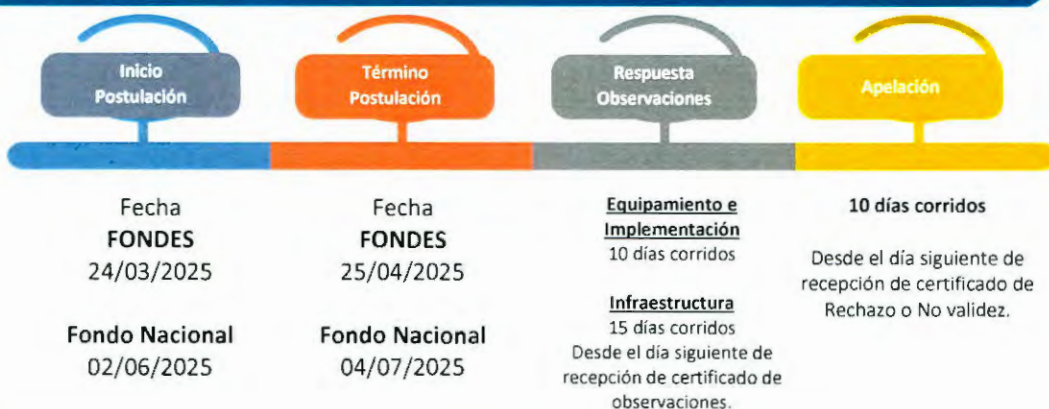 Inicio
Postulación
Término
Postulación
Respuesta
Observaciones
Apelación
Fecha
FONDES
24/03/2025
Fondo Nacional
02/06/2025
Fecha
FONDES
25/04/2025
Fondo Nacional
04/07/2025
Equipamiento e
Implementación
10 días corridos
Infraestructura
15 días corridos
Desde el día siguiente de
recepción de certificado de
observaciones.
10 días corridos
Desde el día siguiente de
recepción de certificado de
Rechazo o No validez.